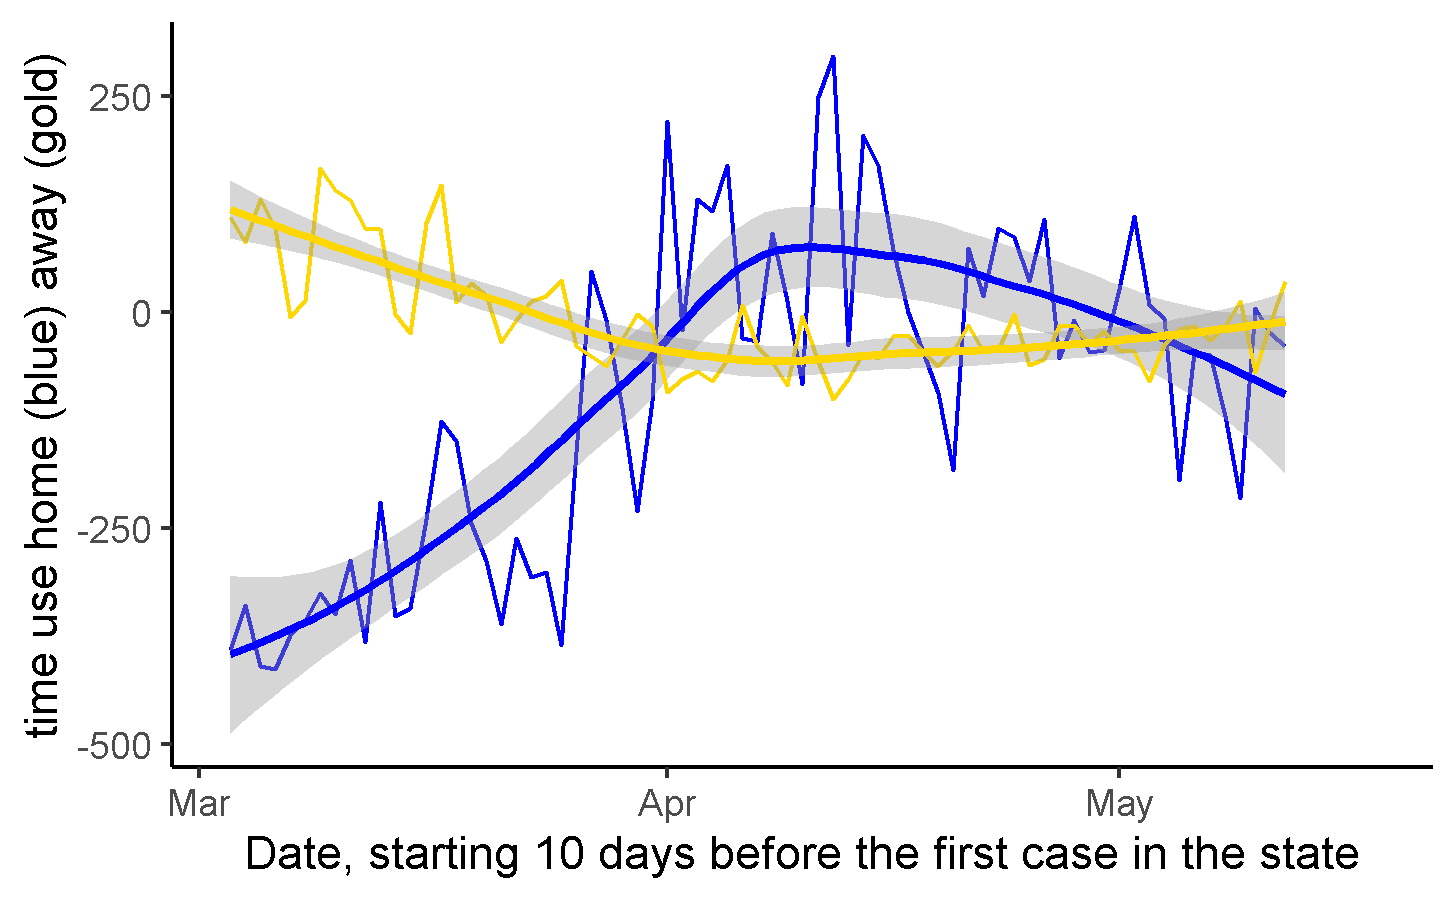 time use home (blue) away (gold)
250
0
-250
-500
Mar
Apr
May
Date, starting 10 days before the first case in the state